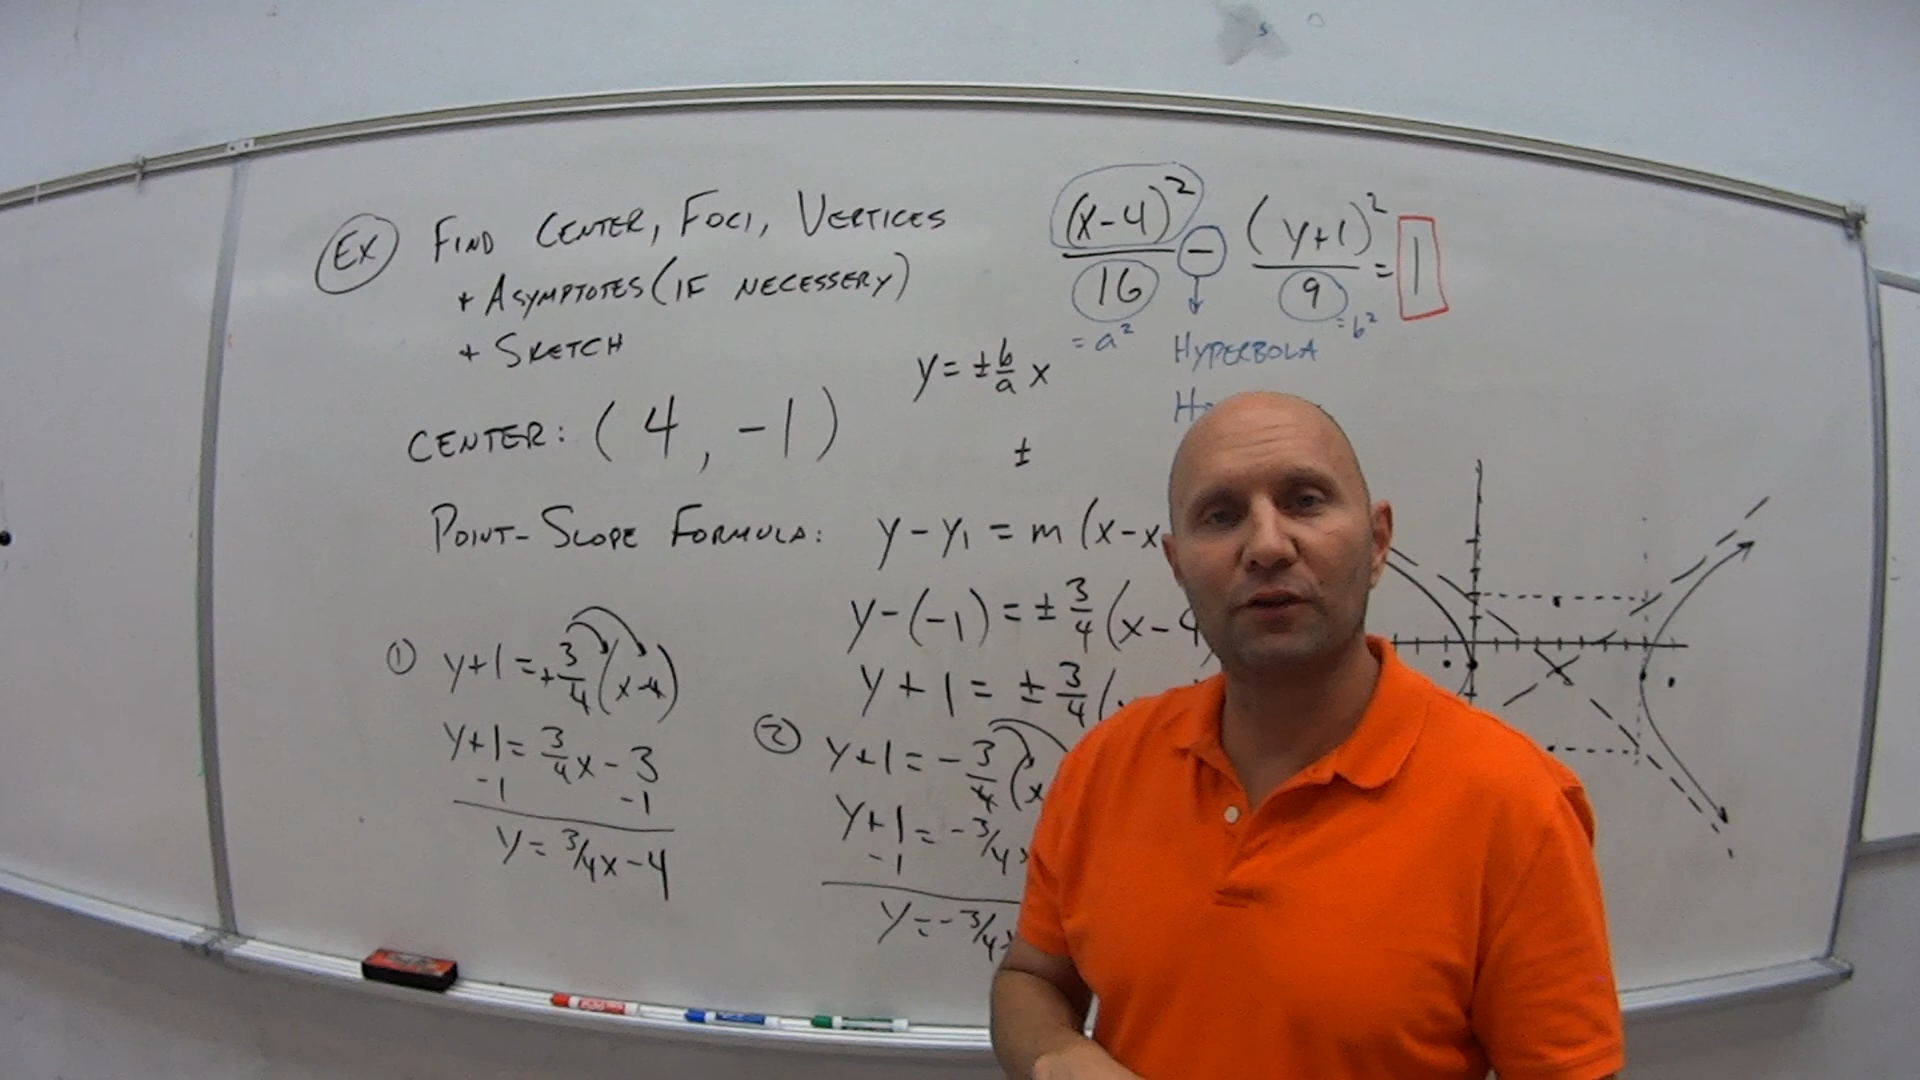 EX FIND CENTER, FOCI, VERTICES
+ ASYMPTOTES (IF NECESSERY)
+ SKETCH
(x-4)² / 16 - (y+1)² / 9 = 1
= a²
= b²
HYPERBOLA
y = ± b/a x
CENTER: (4, -1)
±
POINT-SLOPE FORMULA: y - y₁ = m (x - x
y - (-1) = ± 3/4 (x - 4
y + 1 = ± 3/4 (
① y+1 = + 3/4 (x-4)
y+1 = 3/4 x - 3
-1 -1
y = 3/4 x - 4
② y+1 = - 3/4 (x
y+1 = - 3/4 x
-1
y = - 3/4 x